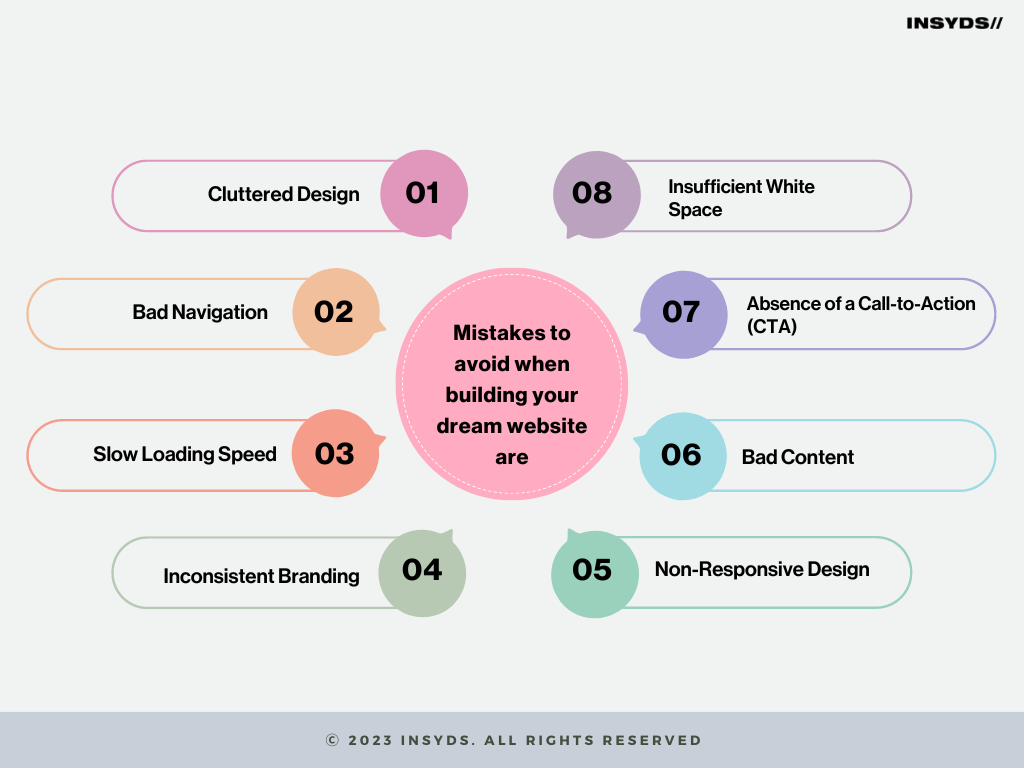 INSYDS//
01
Cluttered Design
02
Bad Navigation
03
Slow Loading Speed
04
Inconsistent Branding
Mistakes to
avoid when
building your
dream website
are
08
Insufficient White
Space
07
Absence of a Call-to-Action
(CTA)
06
Bad Content
05
Non-Responsive Design
© 2023 INSYDS. ALL RIGHTS RESERVED